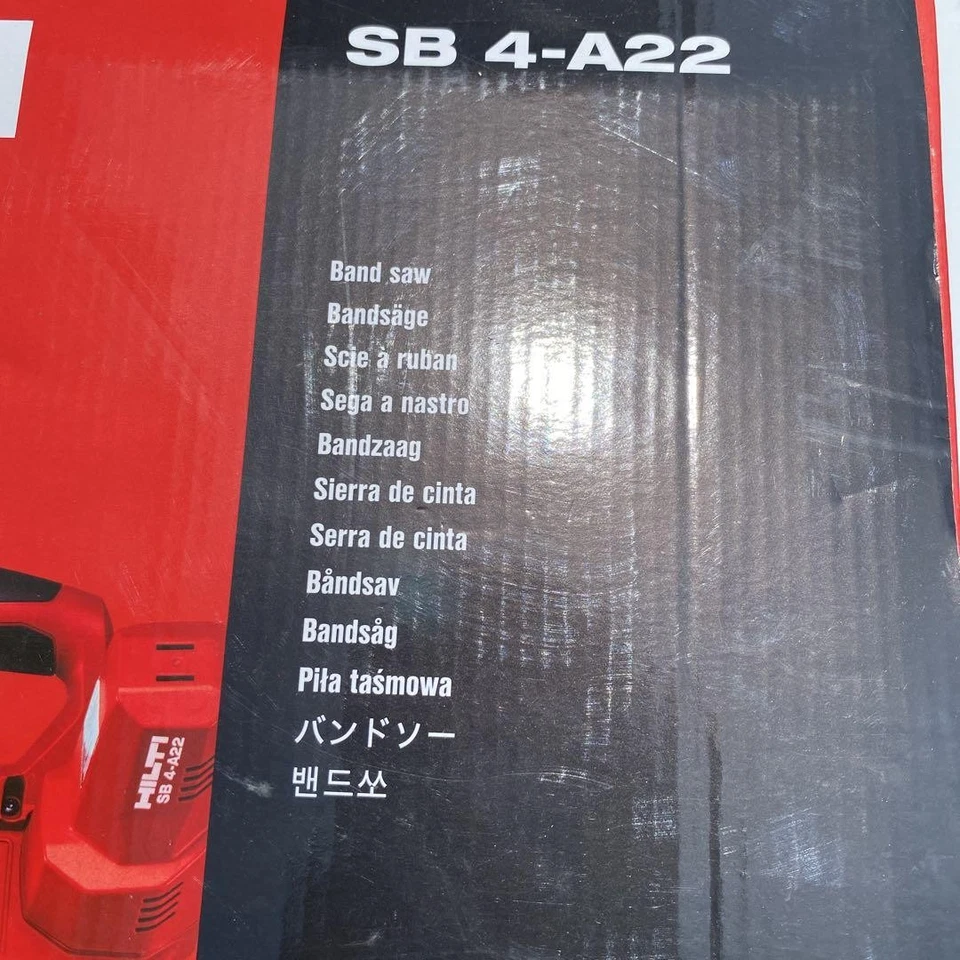 SB 4-A22
Band saw
Bandsäge
Scie à ruban
Sega a nastro
Bandzaag
Sierra de cinta
Serra de cinta
Båndsav
Bandsåg
Piła taśmowa
バンドソー
밴드쏘
HILTI
SB 4-A22